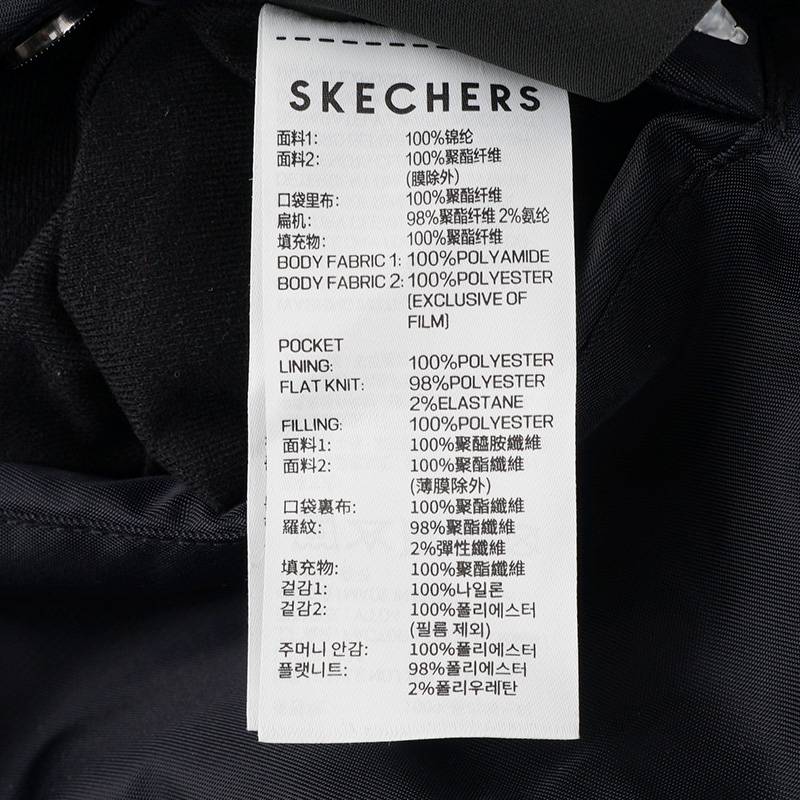 SKECHERS
面料1: 100%锦纶
面料2: 100%聚酯纤维
(膜除外)
口袋里布: 100%聚酯纤维
扁机: 98%聚酯纤维 2%氨纶
填充物: 100%聚酯纤维
BODY FABRIC 1: 100%POLYAMIDE
BODY FABRIC 2: 100%POLYESTER
(EXCLUSIVE OF
FILM)
POCKET
LINING: 100%POLYESTER
FLAT KNIT: 98%POLYESTER
2%ELASTANE
FILLING: 100%POLYESTER
面料1: 100%聚醯胺纖維
面料2: 100%聚酯纖維
(薄膜除外)
口袋裏布: 100%聚酯纖維
羅紋: 98%聚酯纖維
2%彈性纖維
填充物: 100%聚酯纖維
겉감1: 100%나일론
겉감2: 100%폴리에스터
(필름 제외)
주머니 안감: 100%폴리에스터
플랫니트: 98%폴리에스터
2%폴리우레탄